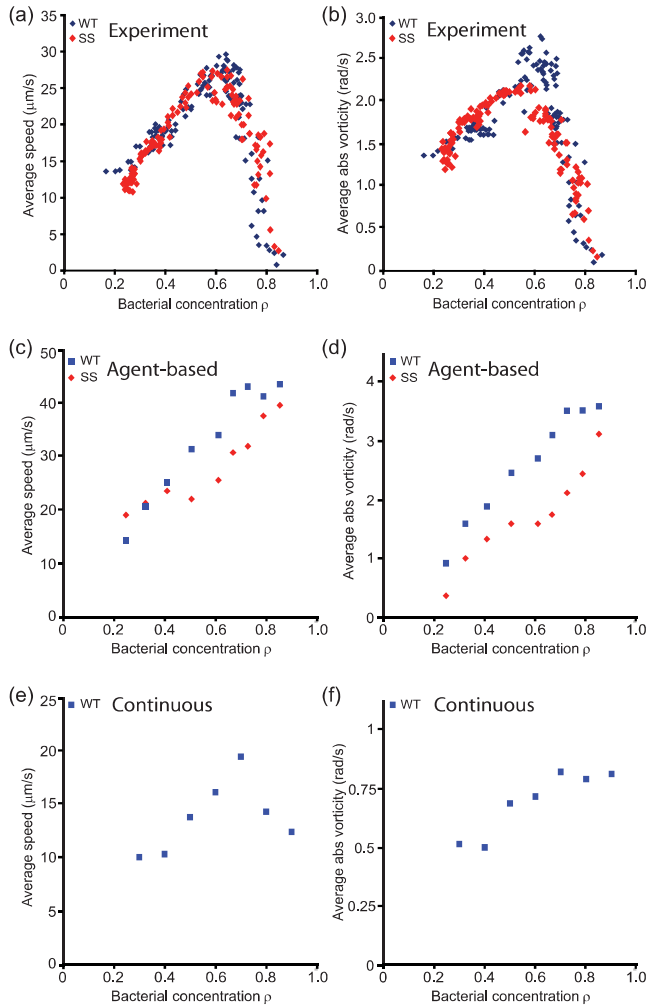 (a)
WT
SS
Experiment
35
30
25
20
15
10
5
0
0
0.2
0.4
0.6
0.8
1.0
Average speed (μm/s)
Bacterial concentration ρ
(b)
WT
SS
Experiment
3.0
2.5
2.0
1.5
1.0
0.5
0
0
0.2
0.4
0.6
0.8
1.0
Average abs vorticity (rad/s)
Bacterial concentration ρ
(c)
WT
SS
Agent-based
50
40
30
20
10
0
0
0.2
0.4
0.6
0.8
1.0
Average speed (μm/s)
Bacterial concentration ρ
(d)
WT
SS
Agent-based
4
3
2
1
0
0
0.2
0.4
0.6
0.8
1.0
Average abs vorticity (rad/s)
Bacterial concentration ρ
(e)
WT
Continuous
25
20
15
10
5
0
0
0.2
0.4
0.6
0.8
1.0
Average speed (μm/s)
Bacterial concentration ρ
(f)
WT
Continuous
1
0.75
0.5
0.25
0
0
0.2
0.4
0.6
0.8
1.0
Average abs vorticity (rad/s)
Bacterial concentration ρ